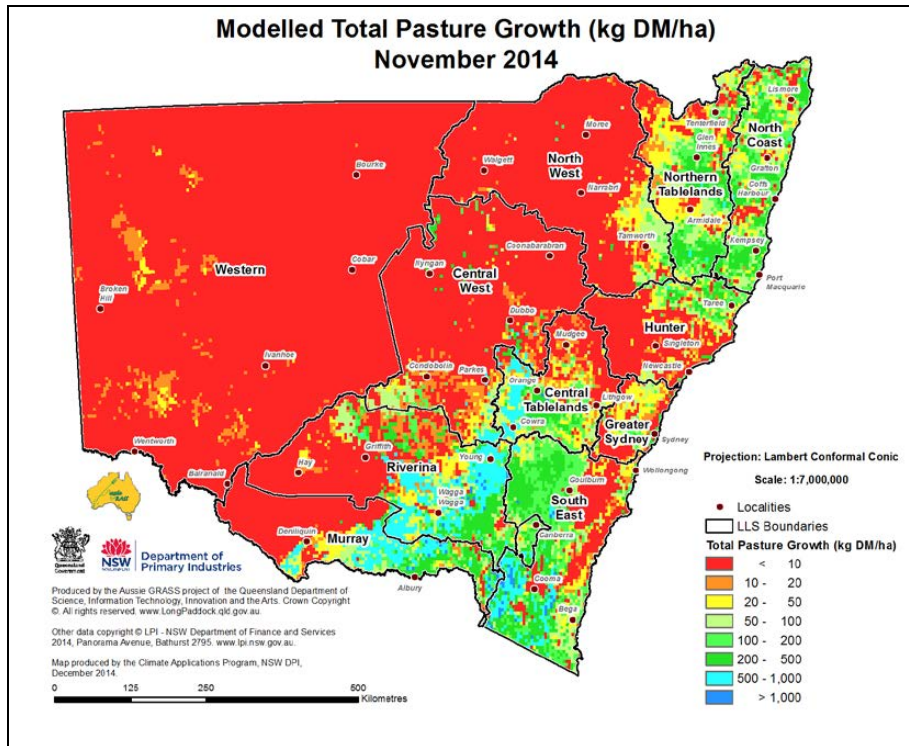 Modelled Total Pasture Growth (kg DM/ha)
November 2014
Lismore
Tenterfield
North
Coast
Moree
Glen
Innes
Bourke
Walgett
North
West
Northern
Tablelands
Grafton
Narrabri
Coffs
Harbour
Armidale
Coonabarabran
Tamworth
Kempsey
Western
Cobar
Nyngan
Central
West
Port
Macquarie
Broken
Hill
Taree
Dubbo
Hunter
Mudgee
Singleton
Ivanhoe
Newcastle
Condobolin
Parkes
Orange
Central
Tablelands
Lithgow
Greater
Sydney
Cowra
Sydney
Wentworth
Griffith
Hay
Riverina
Young
Balranald
Wollongong
Goulburn
Wagga
Wagga
South
East
Deniliquin
Murray
Canberra
Albury
Cooma
Bega
Projection: Lambert Conformal Conic
Scale: 1:7,000,000
Localities
LLS Boundaries
Total Pasture Growth (kg DM/ha)
< 10
10 - 20
20 - 50
50 - 100
100 - 200
200 - 500
500 - 1,000
> 1,000
Queensland
Government
NSW
Department of
Primary Industries
Produced by the Aussie GRASS project of the Queensland Department of
Science, Information Technology, Innovation and the Arts. Crown Copyright
©. All rights reserved. www.LongPaddock.qld.gov.au.
Other data copyright © LPI - NSW Department of Finance and Services
2014, Panorama Avenue, Bathurst 2795. www.lpi.nsw.gov.au.
Map produced by the Climate Applications Program, NSW DPI,
December 2014.
0 125 250 500
Kilometres